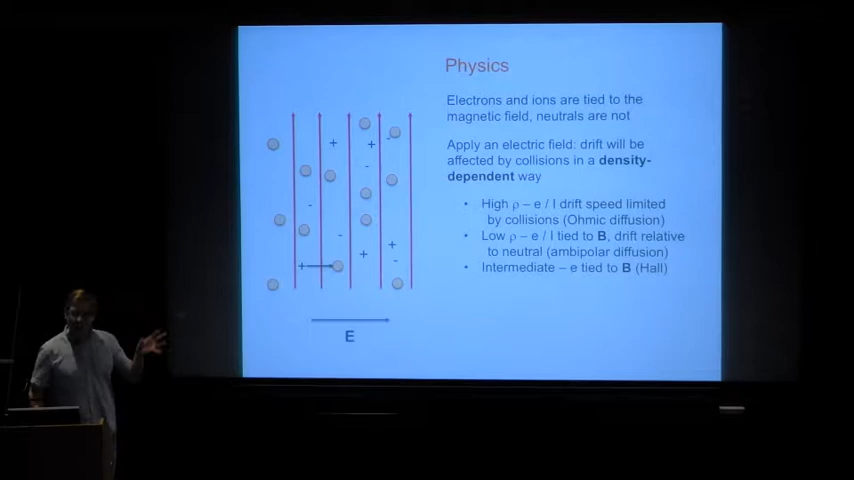 Physics
Electrons and ions are tied to the
magnetic field, neutrals are not
Apply an electric field: drift will be
affected by collisions in a density-
dependent way
• High ρ – e / I drift speed limited
by collisions (Ohmic diffusion)
• Low ρ – e / I tied to B, drift relative
to neutral (ambipolar diffusion)
• Intermediate – e tied to B (Hall)
E